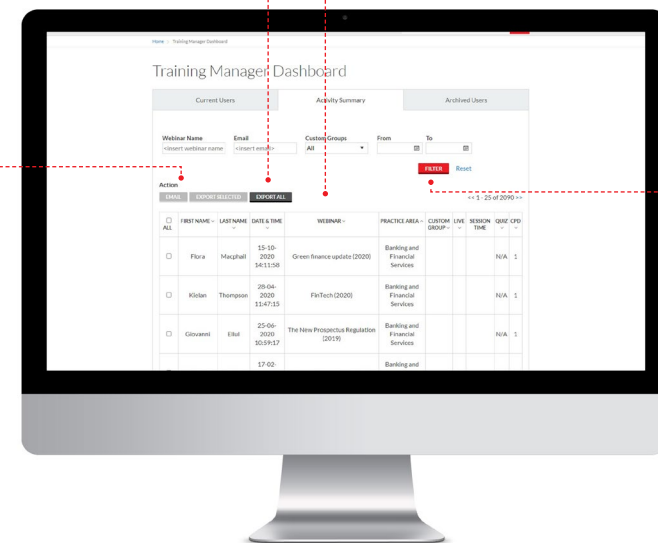 Home > Training Manager Dashboard
Training Manager Dashboard
Current Users Activity Summary Archived Users
Webinar Name Email Custom Groups From To
<insert webinar name <insert email> All
FILTER Reset
Action
EMAIL EXPORT SELECTED EXPORT ALL << 1 - 25 of 2090 >>
ALL FIRST NAME LAST NAME DATE & TIME WEBINAR PRACTICE AREA CUSTOM GROUP LIVE SESSION TIME QUIZ CPD
Flora Macphail 15-10-2020 14:11:58 Green finance update (2020) Banking and Financial Services N/A 1
Thompson 28-04-2020 11:47:15 FinTech (2020) Banking and Financial Services N/A 1
Giovanni Ellul 25-06-2020 10:59:17 The New Prospectus Regulation (2019) Banking and Financial Services N/A 1
17-02- Banking and